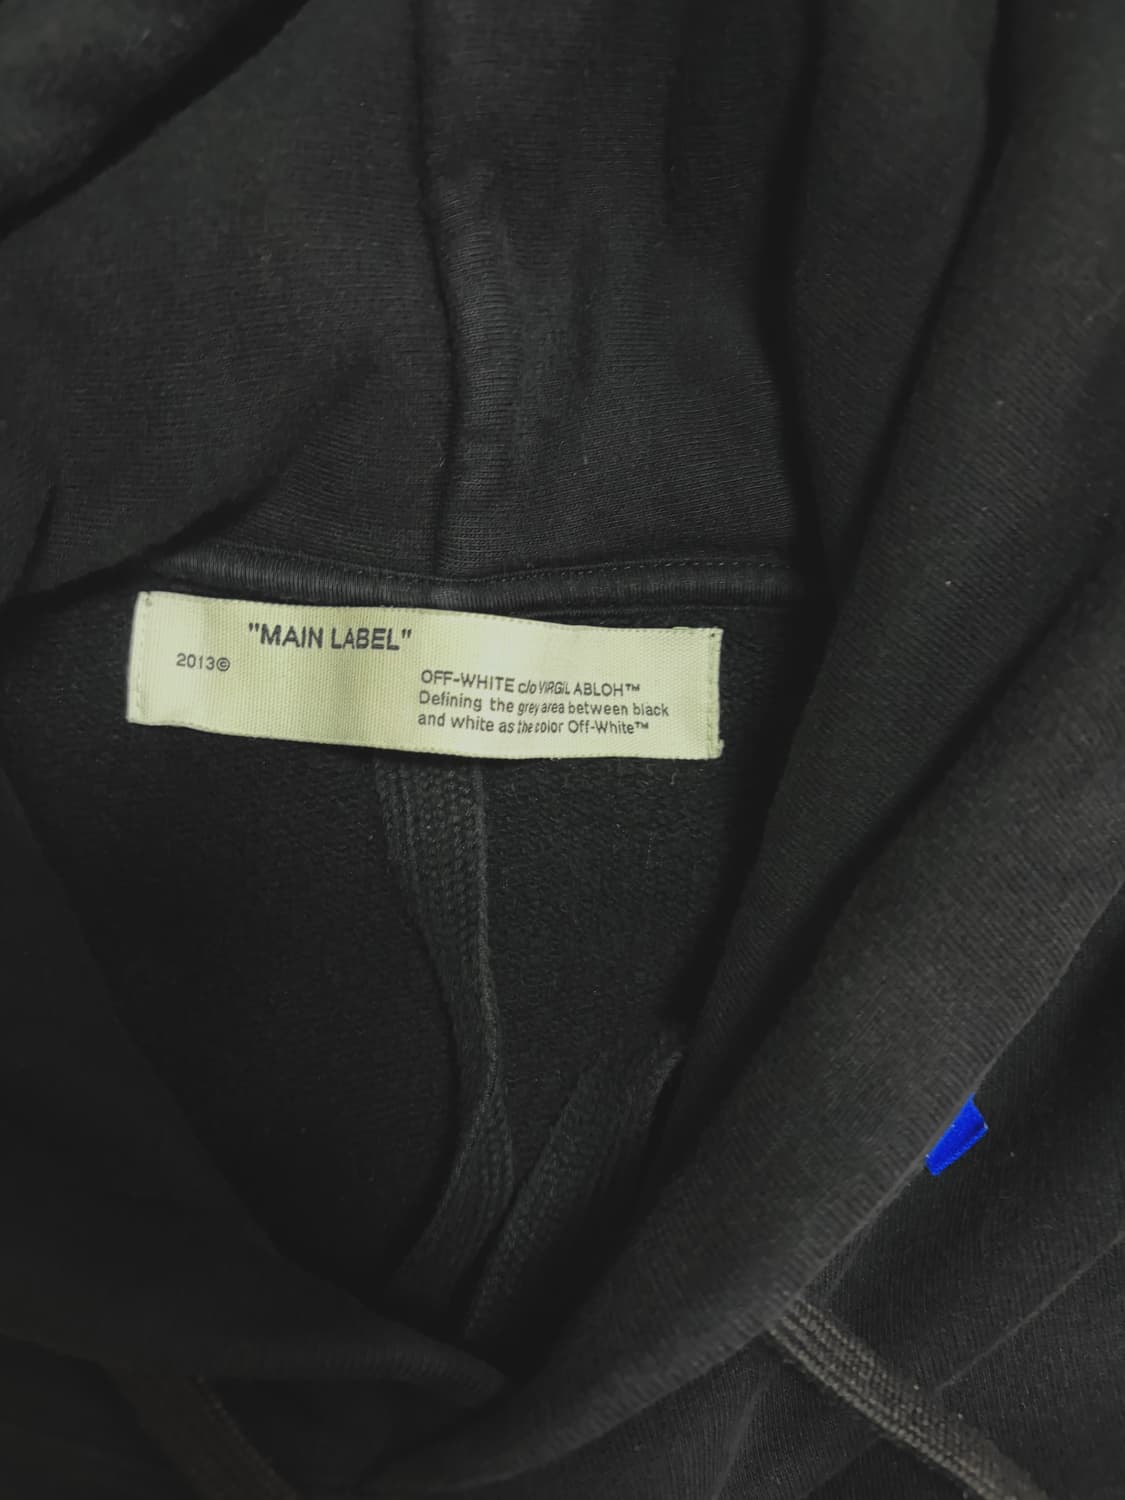 "MAIN LABEL"
2013©
OFF-WHITE c/o VIRGIL ABLOH™
Defining the grey area between black
and white as the color Off-White™